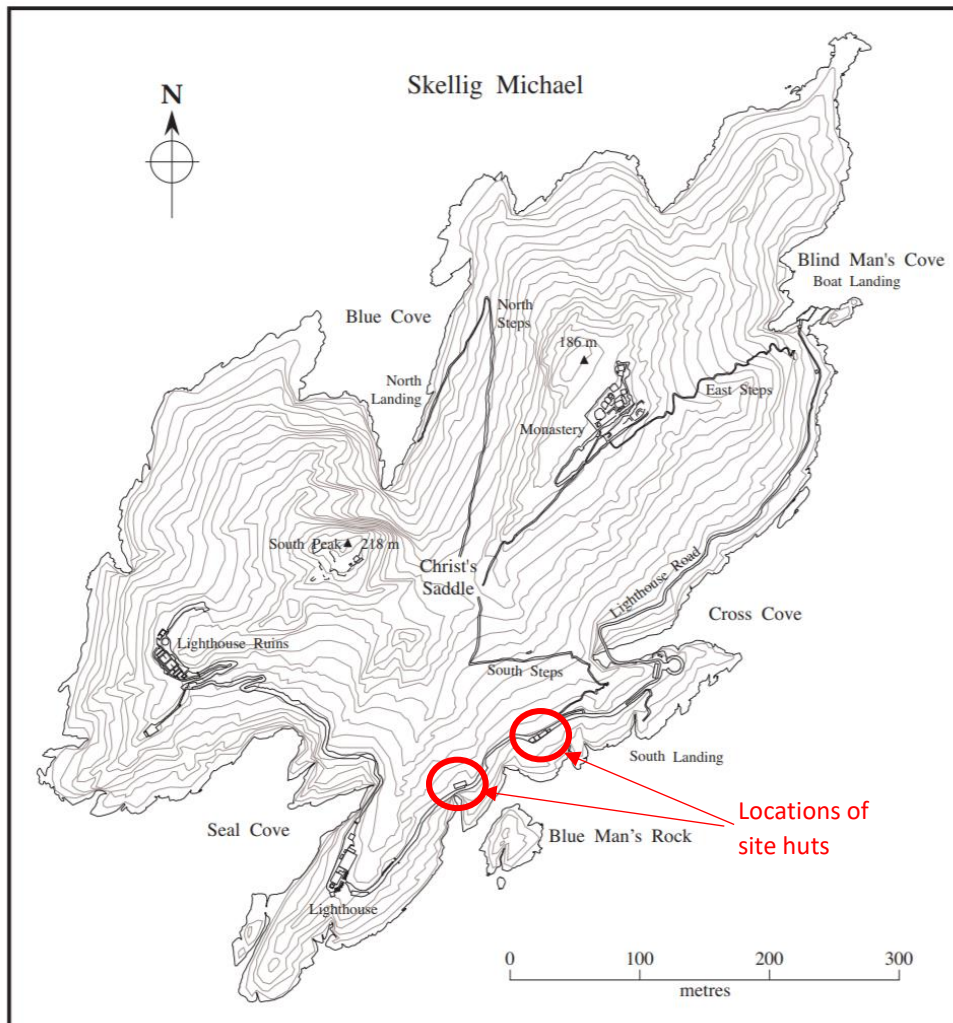 Skellig Michael
N
Blind Man's Cove
Boat Landing
North
Steps
Blue Cove
186 m
North
Landing
East Steps
Monastery
South Peak
218 m
Christ's
Saddle
Lighthouse Road
Cross Cove
Lighthouse Ruins
South Steps
South Landing
Seal Cove
Blue Man's Rock
Locations of
site huts
Lighthouse
0 100 200 300
metres